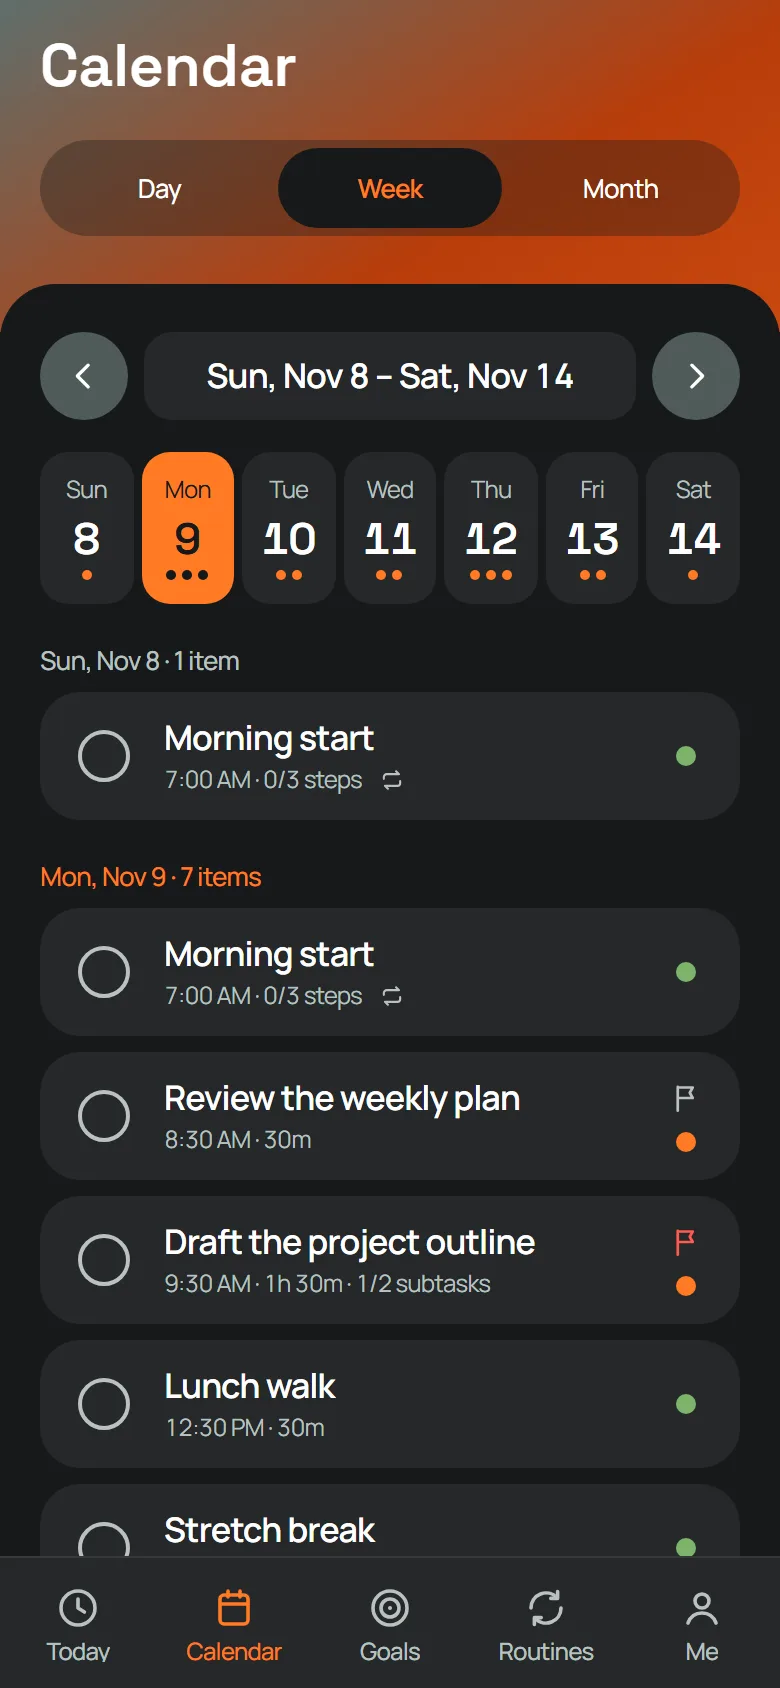 Calendar
Day
Week
Month
Sun, Nov 8 – Sat, Nov 14
Sun
Mon
Tue
Wed
Thu
Fri
Sat
8
9
10
11
12
13
14
Sun, Nov 8 · 1 item
Morning start
7:00 AM · 0/3 steps
Mon, Nov 9 · 7 items
Morning start
7:00 AM · 0/3 steps
Review the weekly plan
8:30 AM · 30m
Draft the project outline
9:30 AM · 1h 30m · 1/2 subtasks
Lunch walk
12:30 PM · 30m
Stretch break
Today
Calendar
Goals
Routines
Me